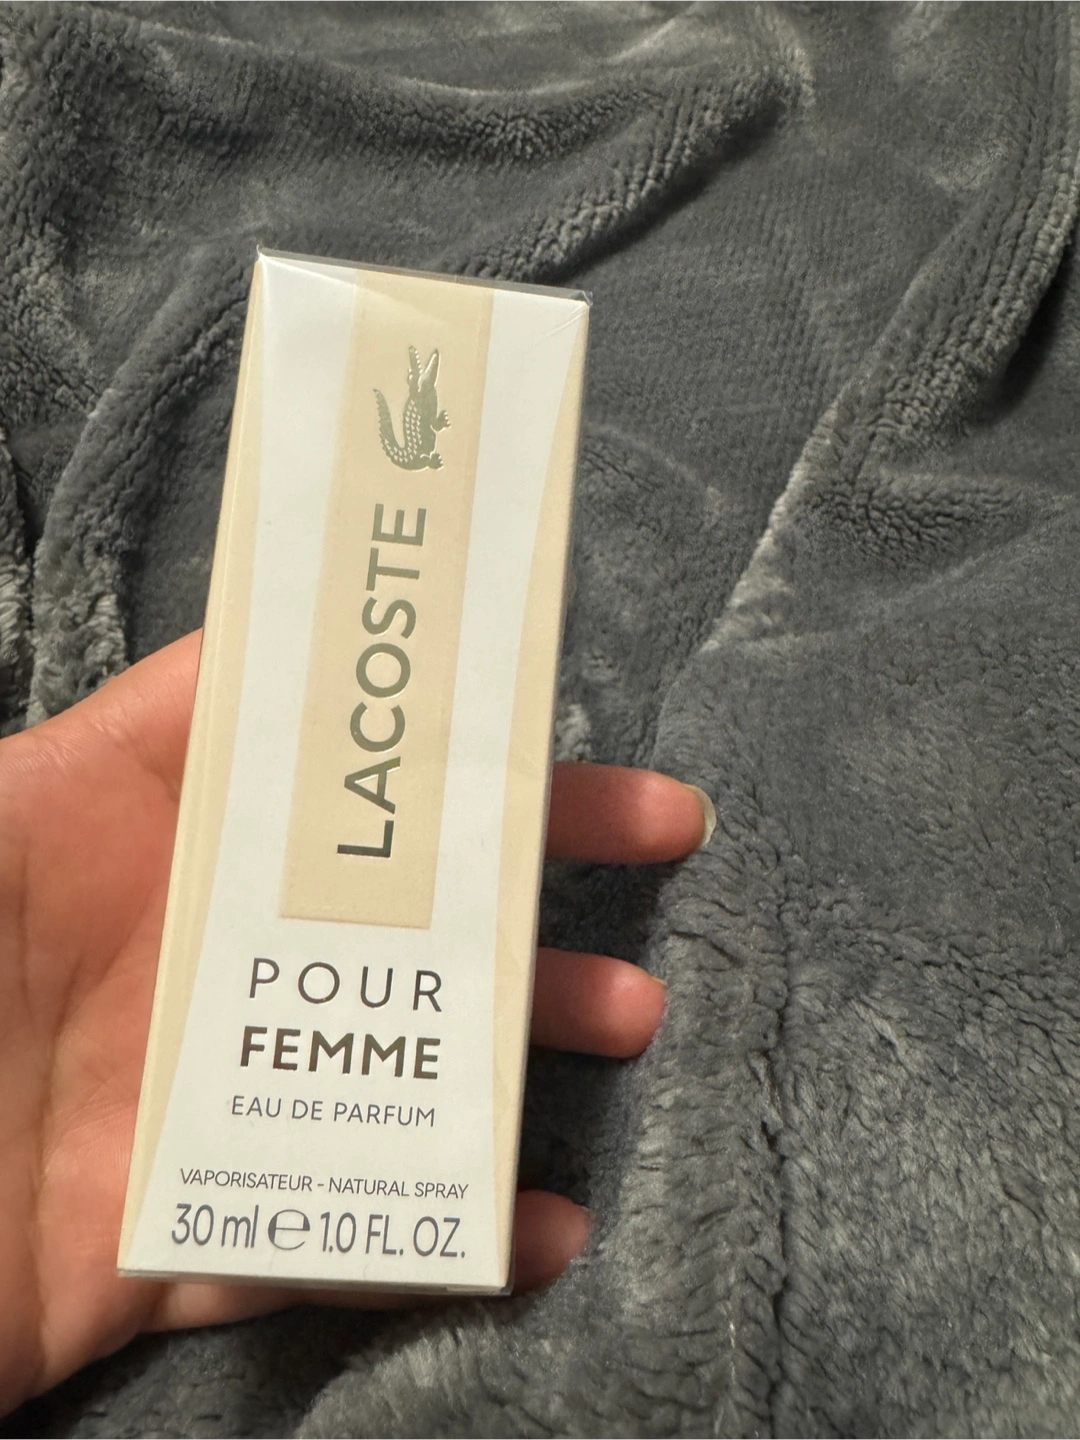 LACOSTE
POUR
FEMME
EAU DE PARFUM
VAPORISATEUR - NATURAL SPRAY
30 ml ℮ 1.0 FL. OZ.